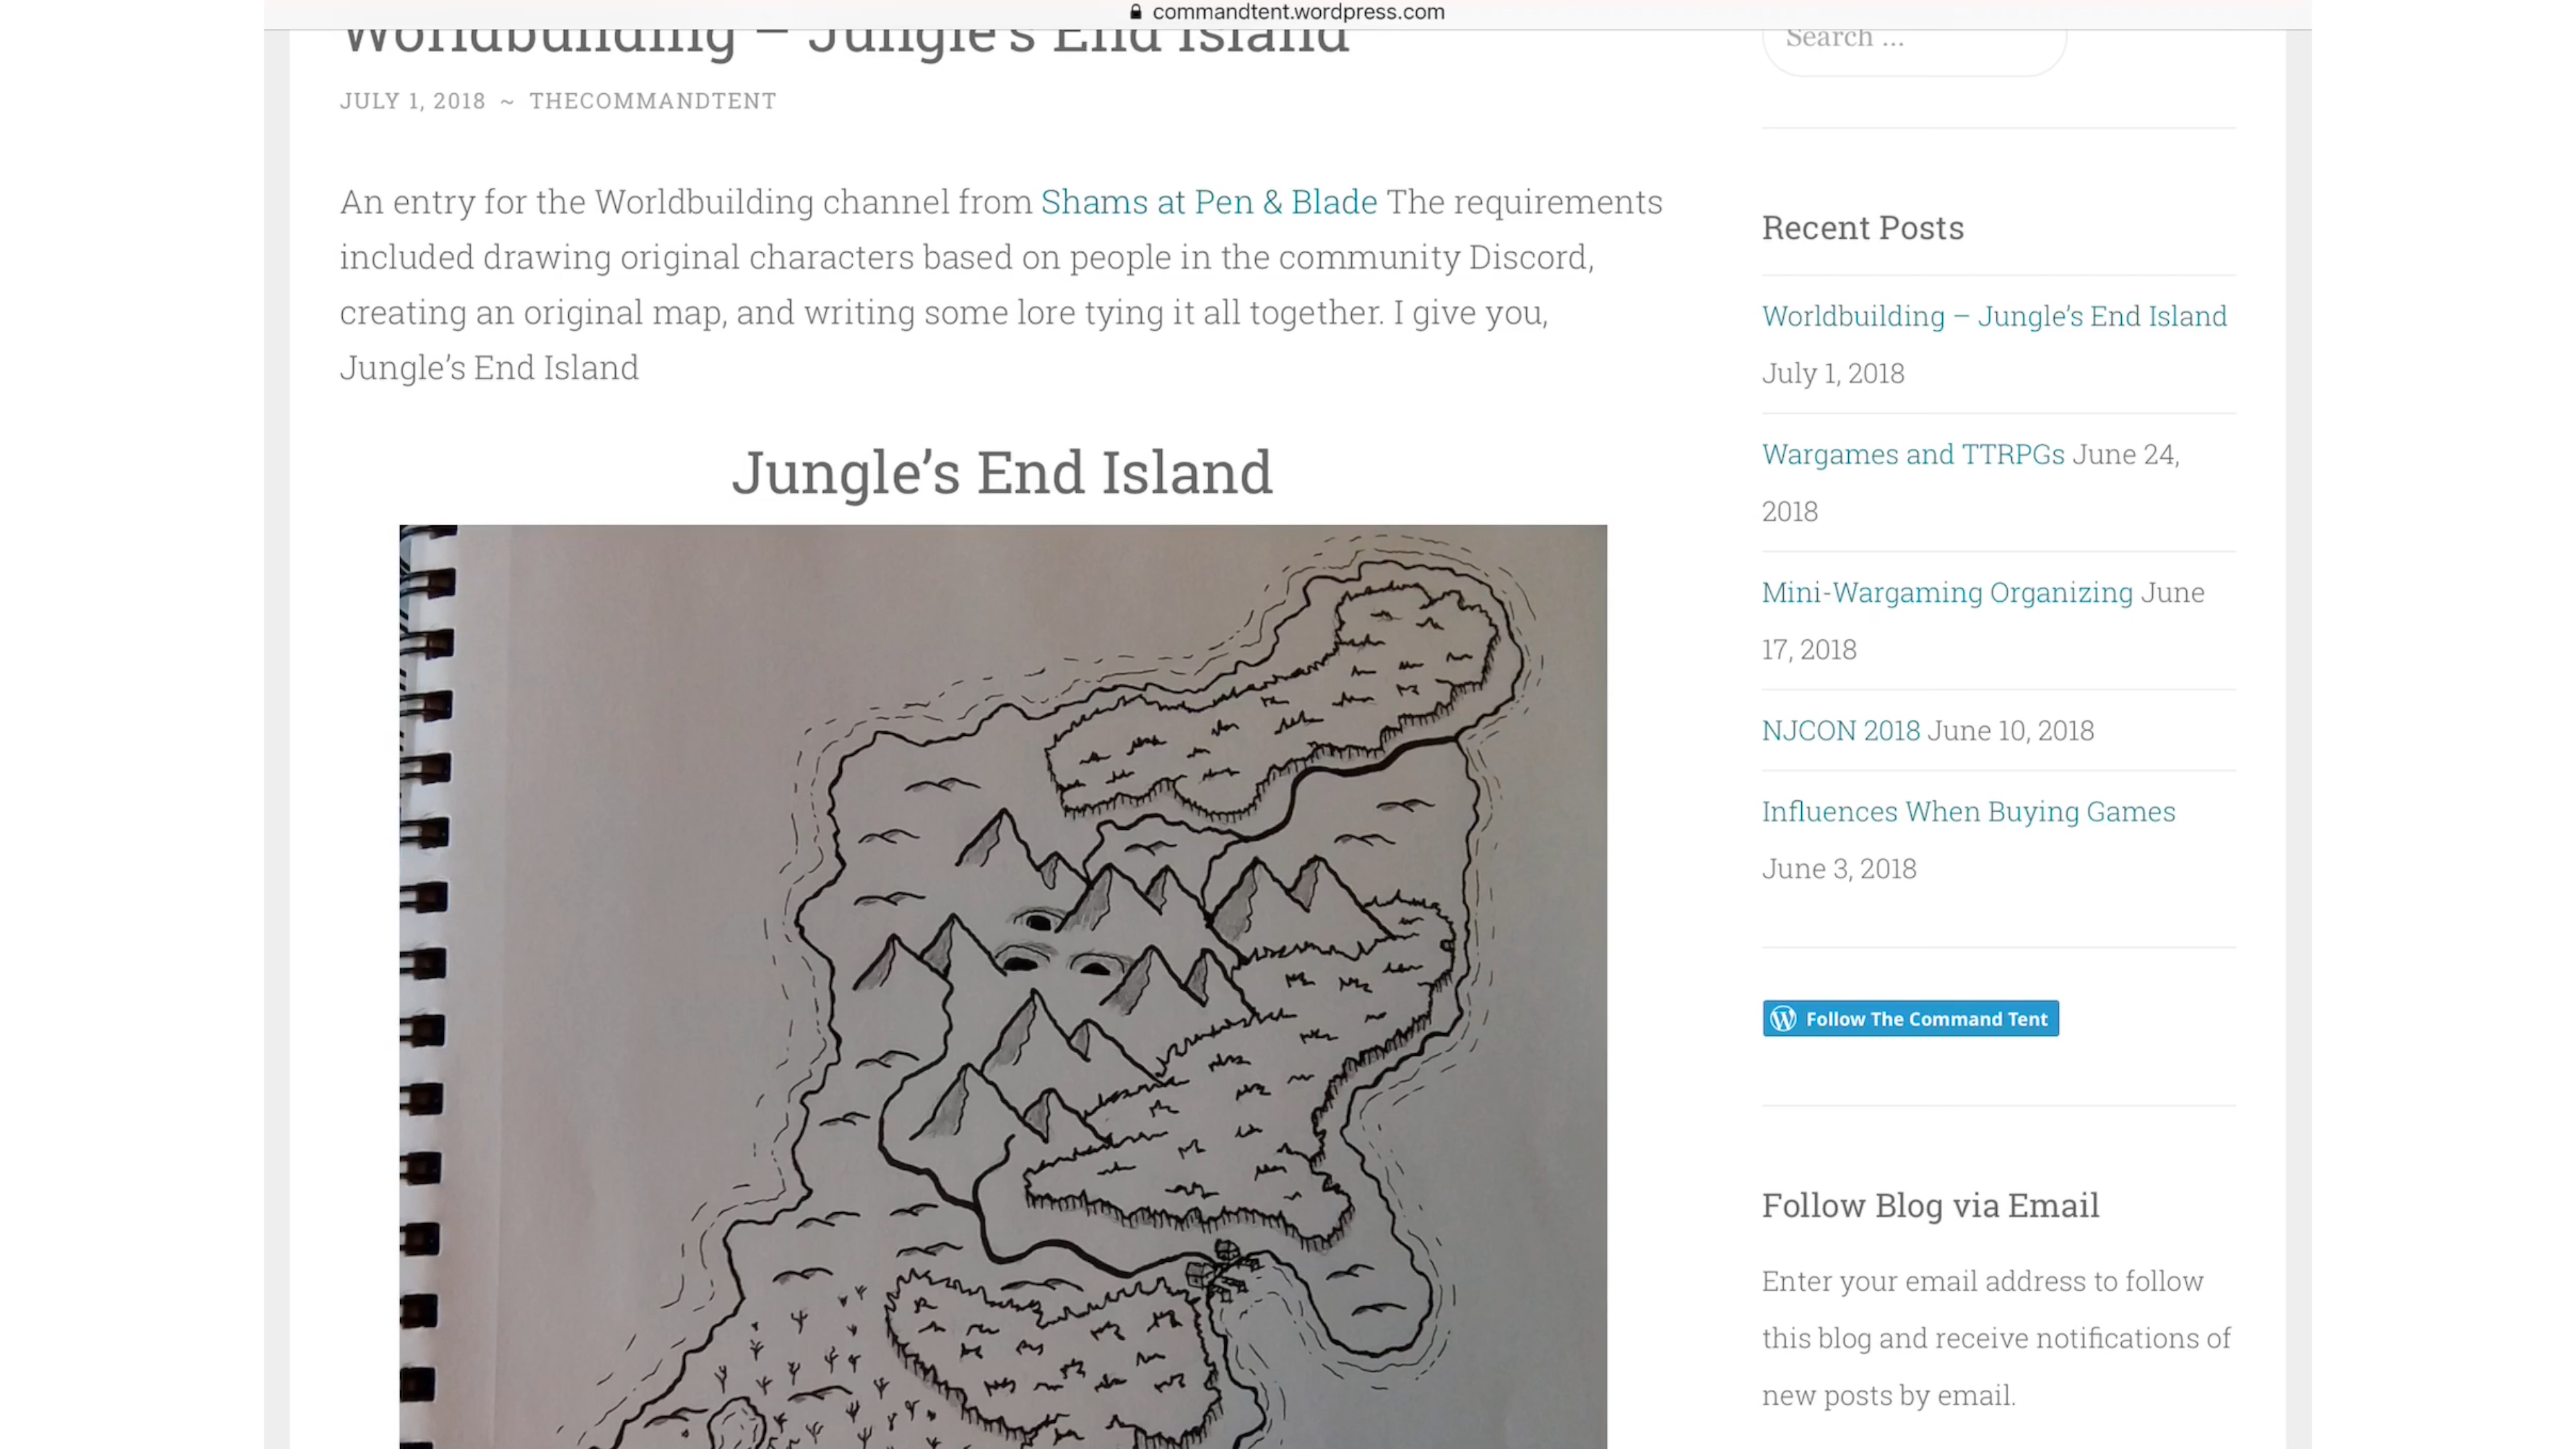 commandtent.wordpress.com
Worldbuilding – Jungle's End Island
Search ...
JULY 1, 2018 ~ THECOMMANDTENT
An entry for the Worldbuilding channel from Shams at Pen & Blade The requirements
included drawing original characters based on people in the community Discord,
creating an original map, and writing some lore tying it all together. I give you,
Jungle’s End Island
Jungle’s End Island
Recent Posts
Worldbuilding – Jungle’s End Island
July 1, 2018
Wargames and TTRPGs June 24,
2018
Mini-Wargaming Organizing June
17, 2018
NJCON 2018 June 10, 2018
Influences When Buying Games
June 3, 2018
Follow The Command Tent
Follow Blog via Email
Enter your email address to follow
this blog and receive notifications of
new posts by email.